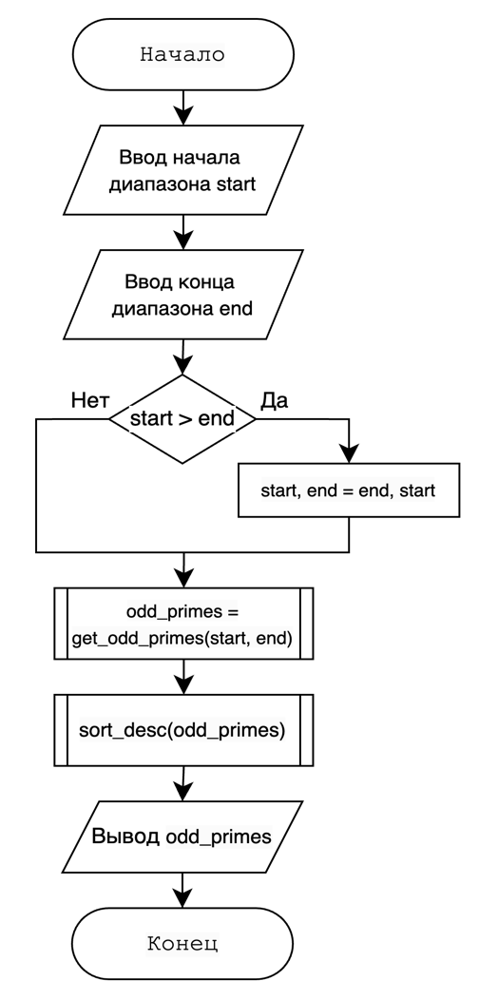 Начало
Ввод начала
диапазона start
Ввод конца
диапазона end
Нет
start > end
Да
start, end = end, start
odd_primes =
get_odd_primes(start, end)
sort_desc(odd_primes)
Вывод odd_primes
Конец